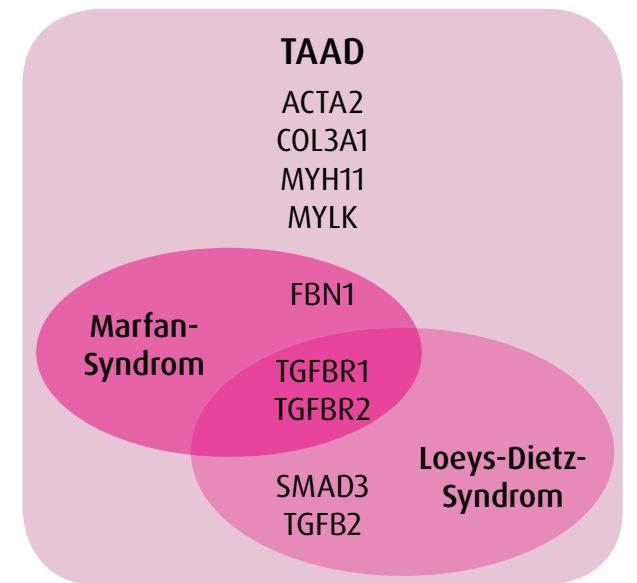 TAAD
ACTA2
COL3A1
MYH11
MYLK
FBN1
Marfan-
Syndrom
TGFBR1
TGFBR2
Loeys-Dietz-
Syndrom
SMAD3
TGFB2